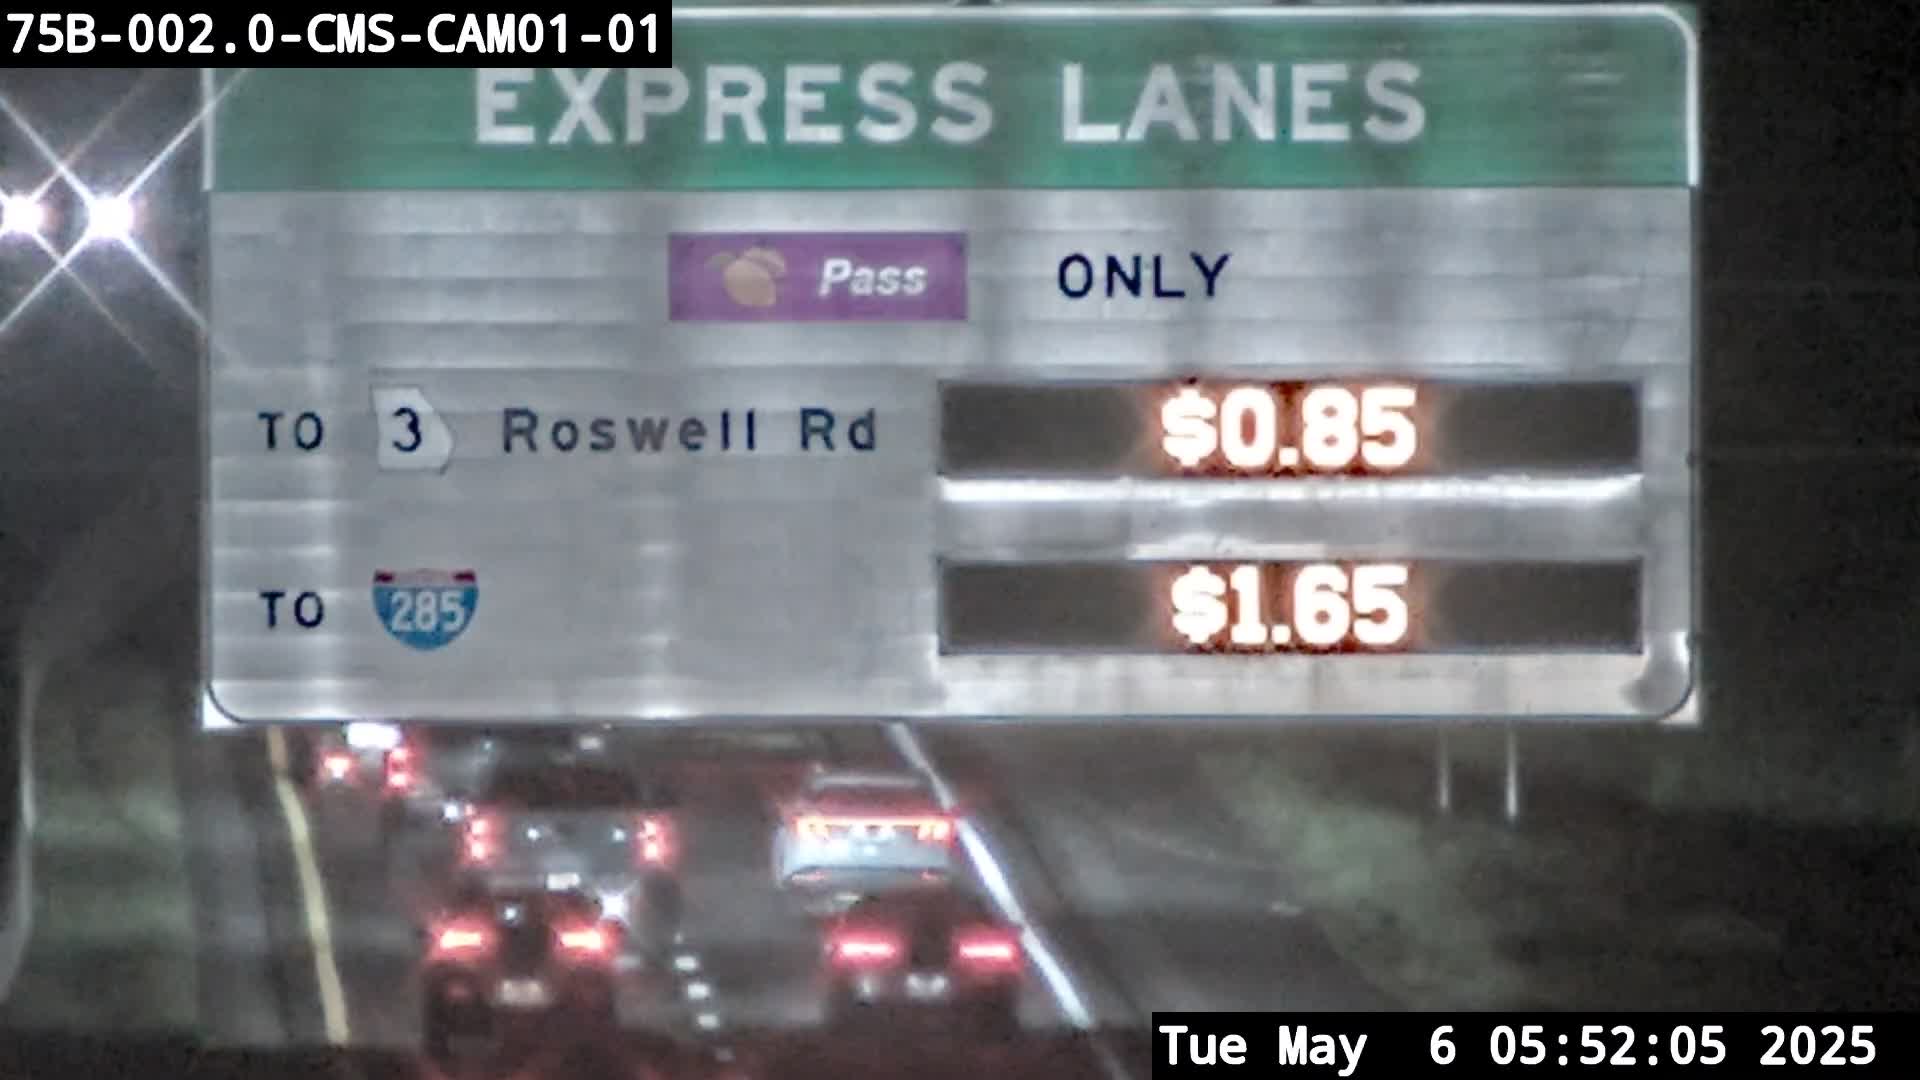 75B-002.0-CMS-CAM01-01
EXPRESS LANES
Pass ONLY
TO 3 Roswell Rd $0.85
TO 285 $1.65
Tue May 6 05:52:05 2025